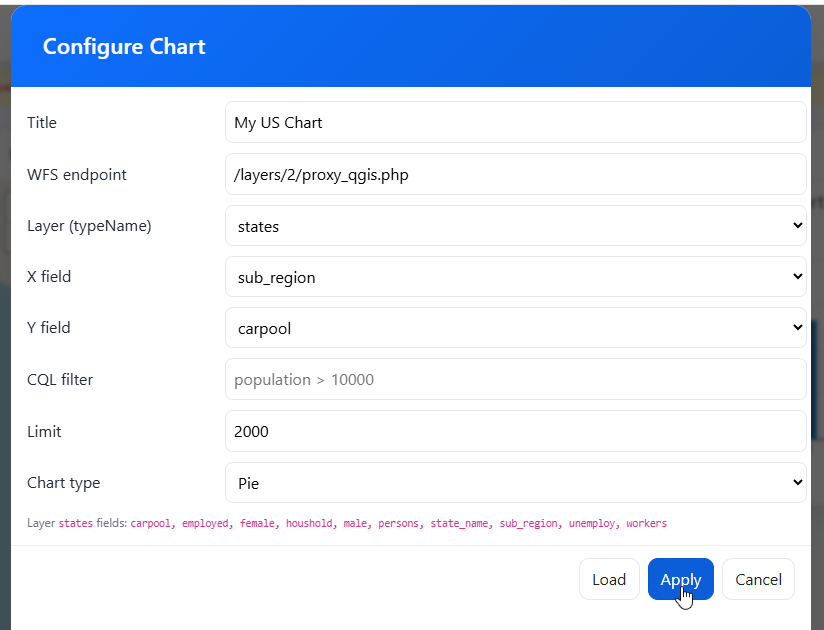 Configure Chart
Title My US Chart
WFS endpoint /layers/2/proxy_qgis.php
Layer (typeName) states
X field sub_region
Y field carpool
CQL filter population > 10000
Limit 2000
Chart type Pie
Layer states fields: carpool, employed, female, houshold, male, persons, state_name, sub_region, unemploy, workers
Load Apply Cancel